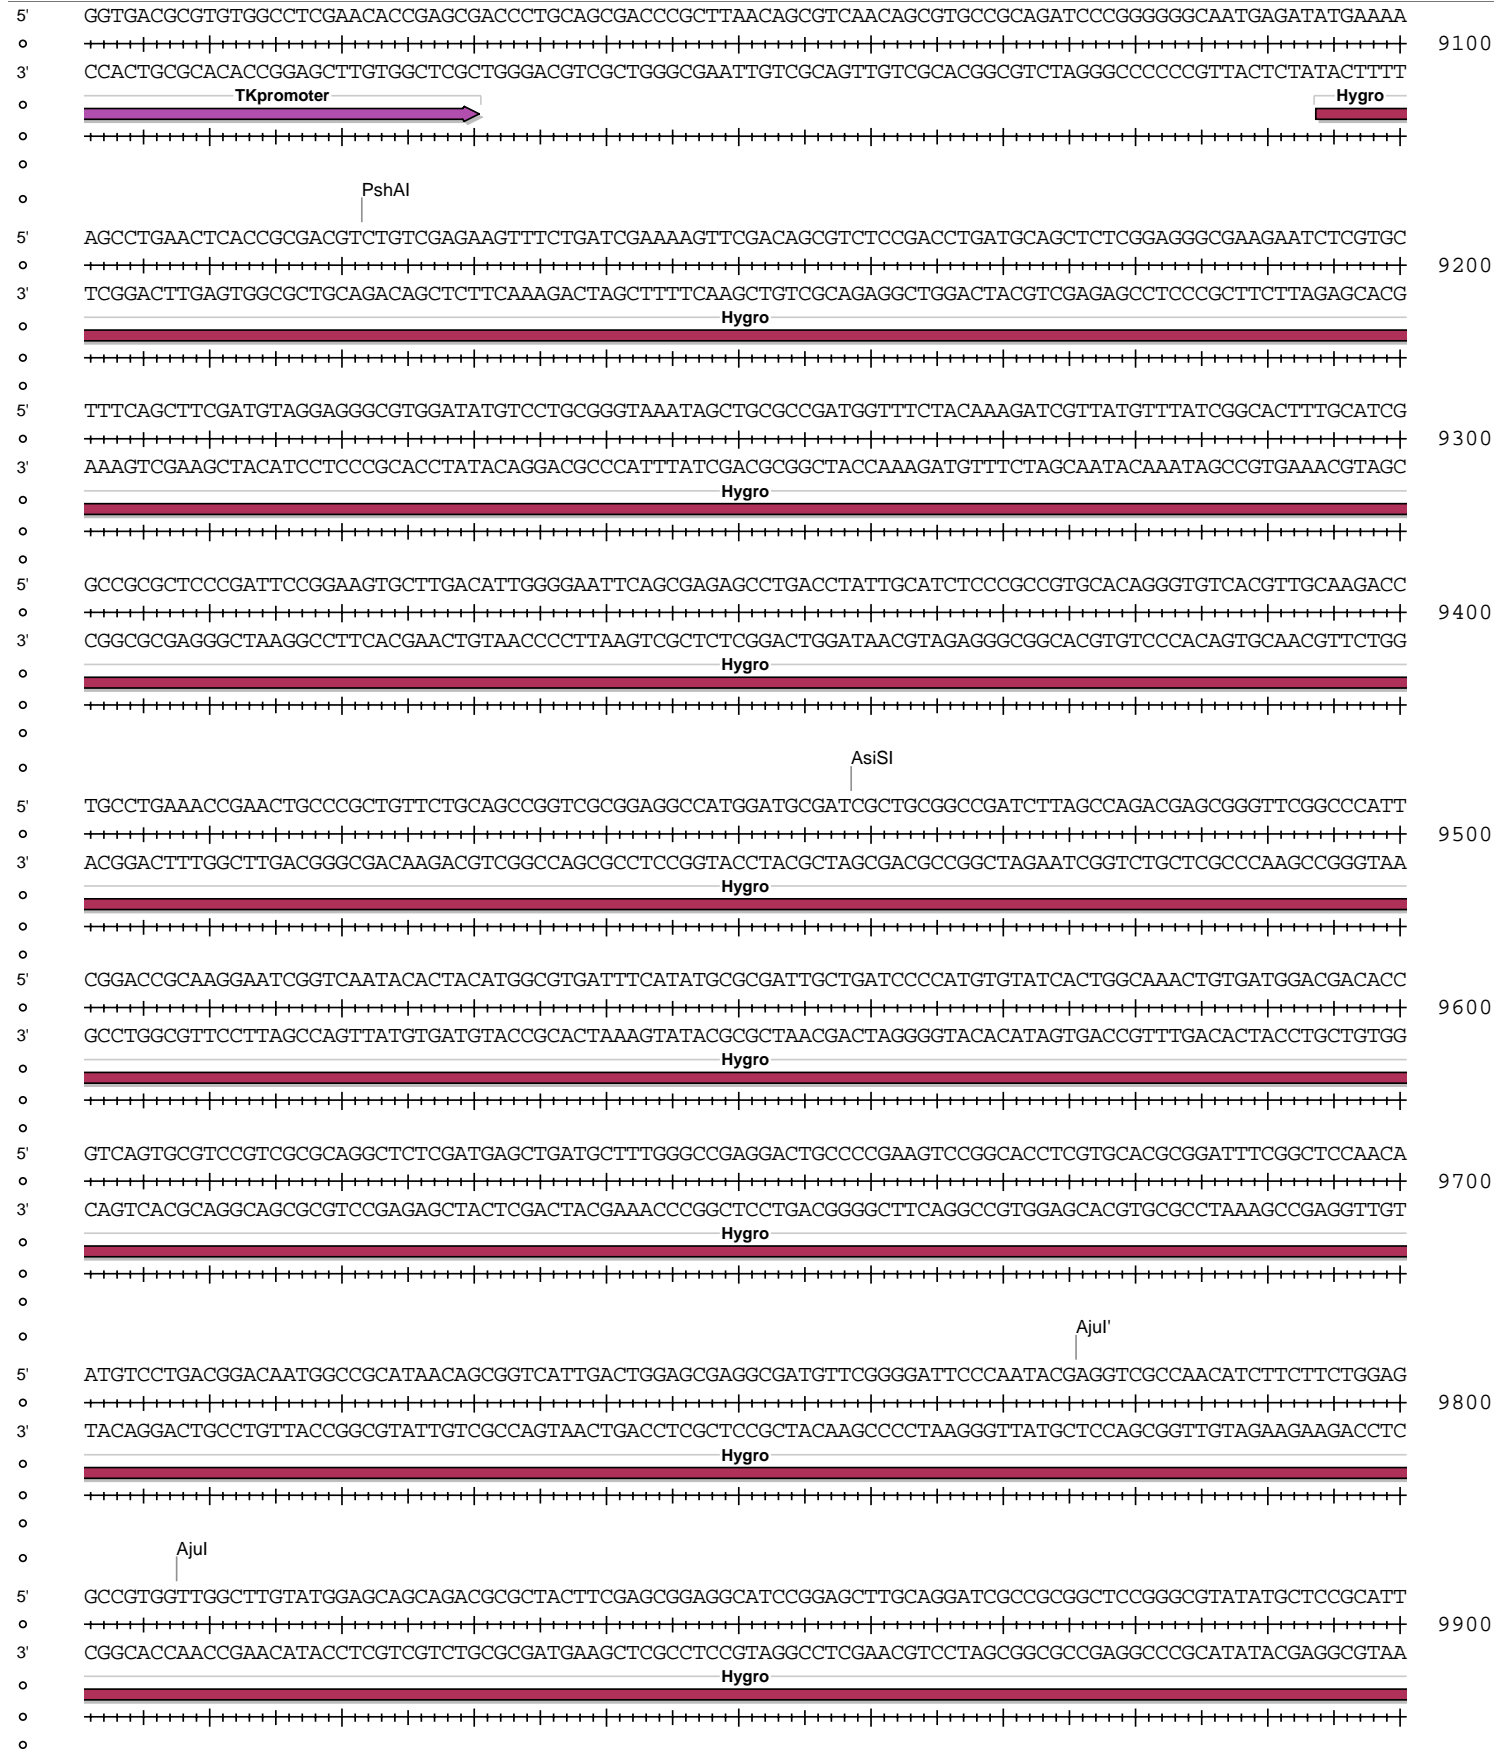 5' GGTGACGCGTGTGGCCTCGAACACCGAGCGACCCTGCAGCGACCCGCTTAACAGCGTCAACAGCGTGCCGCAGATCCCGGGGGGCAATGAGATATGAAAA
9100
3' CCACTGCGCACACCGGAGCTTGTGGCTCGCTGGGACGTCGCTGGGCGAATTGTCGCAGTTGTCGCACGGCGTCTAGGGCCCCCCGTTACTCTATACTTTT
TKpromoter Hygro
PshAI
5' AGCCTGAACTCACCGCGACGTCTGTCGAGAAGTTTCTGATCGAAAAGTTCGACAGCGTCTCCGACCTGATGCAGCTCTCGGAGGGCGAAGAATCTCGTGC
9200
3' TCGGACTTGAGTGGCGCTGCAGACAGCTCTTCAAAGACTAGCTTTTCAAGCTGTCGCAGAGGCTGGACTACGTCGAGAGCCTCCCGCTTCTTAGAGCACG
Hygro
5' TTTCAGCTTCGATGTAGGAGGGCGTGGATATGTCCTGCGGGTAAATAGCTGCGCCGATGGTTTCTACAAAGATCGTTATGTTTATCGGCACTTTGCATCG
9300
3' AAAGTCGAAGCTACATCCTCCCGCACCTATACAGGACGCCCATTTATCGACGCGGCTACCAAAGATGTTTCTAGCAATACAAATAGCCGTGAAACGTAGC
Hygro
5' GCCGCGCTCCCGATTCCGGAAGTGCTTGACATTGGGGAATTCAGCGAGAGCCTGACCTATTGCATCTCCCGCCGTGCACAGGGTGTCACGTTGCAAGACC
9400
3' CGGCGCGAGGGCTAAGGCCTTCACGAACTGTAACCCCTTAAGTCGCTCTCGGACTGGATAACGTAGAGGGCGGCACGTGTCCCACAGTGCAACGTTCTGG
Hygro
AsiSI
5' TGCCTGAAACCGAACTGCCCGCTGTTCTGCAGCCGGTCGCGGAGGCCATGGATGCGATCGCTGCGGCCGATCTTAGCCAGACGAGCGGGTTCGGCCCATT
9500
3' ACGGACTTTGGCTTGACGGGCGACAAGACGTCGGCCAGCGCCTCCGGTACCTACGCTAGCGACGCCGGCTAGAATCGGTCTGCTCGCCCAAGCCGGGTAA
Hygro
5' CGGACCGCAAGGAATCGGTCAATACACTACATGGCGTGATTTCATATGCGCGATTGCTGATCCCCATGTGTATCACTGGCAAACTGTGATGGACGACACC
9600
3' GCCTGGCGTTCCTTAGCCAGTTATGTGATGTACCGCACTAAAGTATACGCGCTAACGACTAGGGGTACACATAGTGACCGTTTGACACTACCTGCTGTGG
Hygro
5' GTCAGTGCGTCCGTCGCGCAGGCTCTCGATGAGCTGATGCTTTGGGCCGAGGACTGCCCCGAAGTCCGGCACCTCGTGCACGCGGATTTCGGCTCCAACA
9700
3' CAGTCACGCAGGCAGCGCGTCCGAGAGCTACTCGACTACGAAACCCGGCTCCTGACGGGGCTTCAGGCCGTGGAGCACGTGCGCCTAAAGCCGAGGTTGT
Hygro
AjuI'
5' ATGTCCTGACGGACAATGGCCGCATAACAGCGGTCATTGACTGGAGCGAGGCGATGTTCGGGGATTCCCAATACGAGGTCGCCAACATCTTCTTCTGGAG
9800
3' TACAGGACTGCCTGTTACCGGCGTATTGTCGCCAGTAACTGACCTCGCTCCGCTACAAGCCCCTAAGGGTTATGCTCCAGCGGTTGTAGAAGAAGACCTC
Hygro
AjuI
5' GCCGTGGTTGGCTTGTATGGAGCAGCAGACGCGCTACTTCGAGCGGAGGCATCCGGAGCTTGCAGGATCGCCGCGGCTCCGGGCGTATATGCTCCGCATT
9900
3' CGGCACCAACCGAACATACCTCGTCGTCTGCGCGATGAAGCTCGCCTCCGTAGGCCTCGAACGTCCTAGCGGCGCCGAGGCCCGCATATACGAGGCGTAA
Hygro